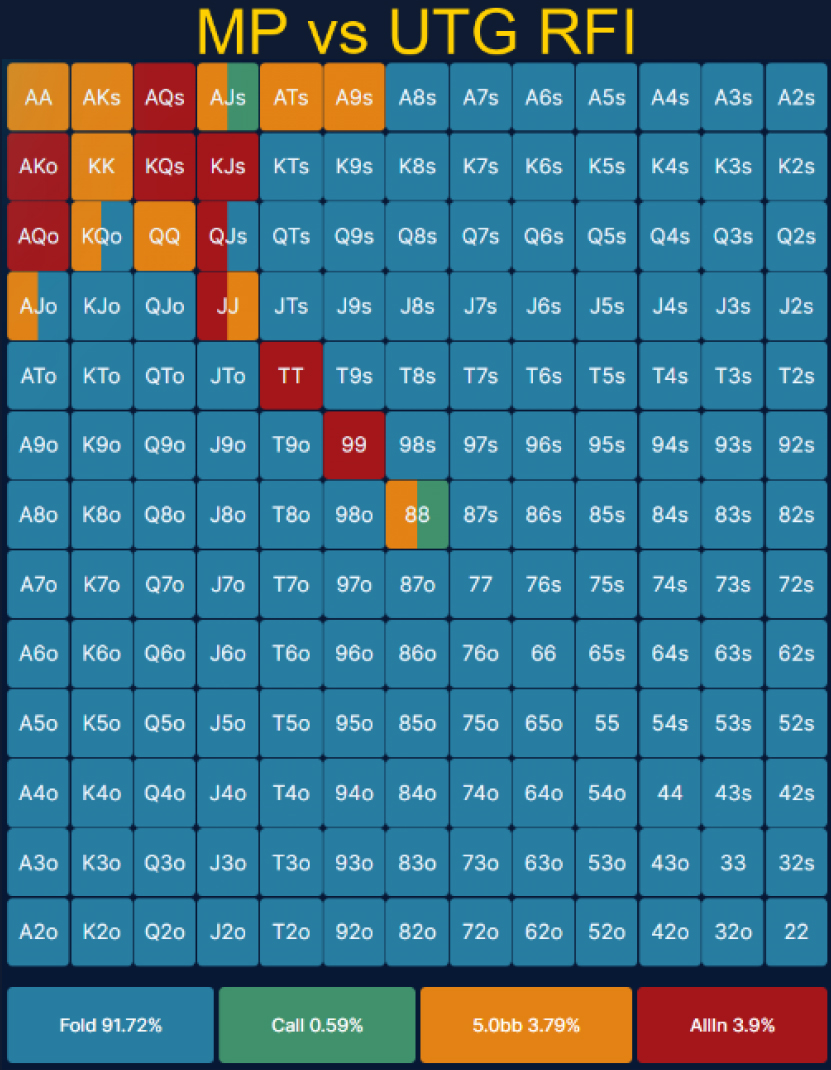 MP vs UTG RFI
AA AKs AQs AJs ATs A9s A8s A7s A6s A5s A4s A3s A2s
AKo KK KQs KJs KTs K9s K8s K7s K6s K5s K4s K3s K2s
AQo KQo QQ QJs QTs Q9s Q8s Q7s Q6s Q5s Q4s Q3s Q2s
AJo KJo QJo JJ JTs J9s J8s J7s J6s J5s J4s J3s J2s
ATo KTo QTo JTo TT T9s T8s T7s T6s T5s T4s T3s T2s
A9o K9o Q9o J9o T9o 99 98s 97s 96s 95s 94s 93s 92s
A8o K8o Q8o J8o T8o 98o 88 87s 86s 85s 84s 83s 82s
A7o K7o Q7o J7o T7o 97o 87o 77 76s 75s 74s 73s 72s
A6o K6o Q6o J6o T6o 96o 86o 76o 66 65s 64s 63s 62s
A5o K5o Q5o J5o T5o 95o 85o 75o 65o 55 54s 53s 52s
A4o K4o Q4o J4o T4o 94o 84o 74o 64o 54o 44 43s 42s
A3o K3o Q3o J3o T3o 93o 83o 73o 63o 53o 43o 33 32s
A2o K2o Q2o J2o T2o 92o 82o 72o 62o 52o 42o 32o 22
Fold 91.72% Call 0.59% 5.0bb 3.79% AllIn 3.9%